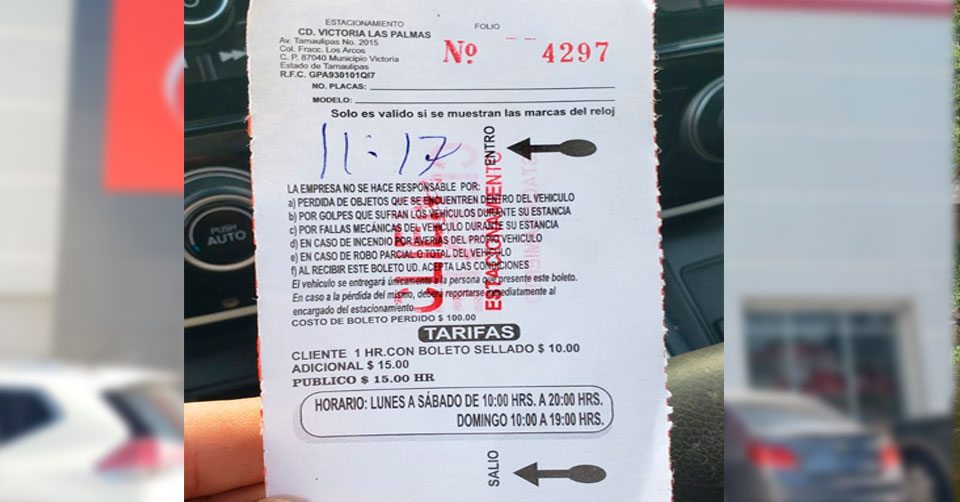 ESTACIONAMIENTO
CD. VICTORIA LAS PALMAS
Av. Tamaulipas No. 2015
Col. Fracc. Los Arcos
C. P. 87040 Municipio Victoria
Estado de Tamaulipas
R.F.C. GPA930101QI7
FOLIO
Nº 4297
NO. PLACAS:
MODELO:
Solo es valido si se muestran las marcas del reloj
11:17
ENTRO
LA EMPRESA NO SE HACE RESPONSABLE POR:
a) PERDIDA DE OBJETOS QUE SE ENCUENTREN DENTRO DEL VEHICULO
b) POR GOLPES QUE SUFRAN LOS VEHICULOS DURANTE SU ESTANCIA
c) POR FALLAS MECÁNICAS DEL VEHICULO DURANTE SU ESTANCIA
d) EN CASO DE INCENDIO POR AVERIAS DEL PROPIO VEHICULO
e) EN CASO DE ROBO PARCIAL O TOTAL DEL VEHÍCULO
f) AL RECIBIR ESTE BOLETO UD. ACEPTA LAS CONDICIONES
El vehículo se entregará únicamente a la persona que presente este boleto.
En caso a la pérdida del mismo, deberá reportarse inmediatamente al
encargado del estacionamiento
COSTO DE BOLETO PERDIDO $ 100.00
ESTACIONAMIENTO
TARIFAS
CLIENTE 1 HR.CON BOLETO SELLADO $ 10.00
ADICIONAL $ 15.00
PUBLICO $ 15.00 HR
HORARIO: LUNES A SÁBADO DE 10:00 HRS. A 20:00 HRS.
DOMINGO 10:00 A 19:00 HRS.
SALIO
PUSH
AUTO